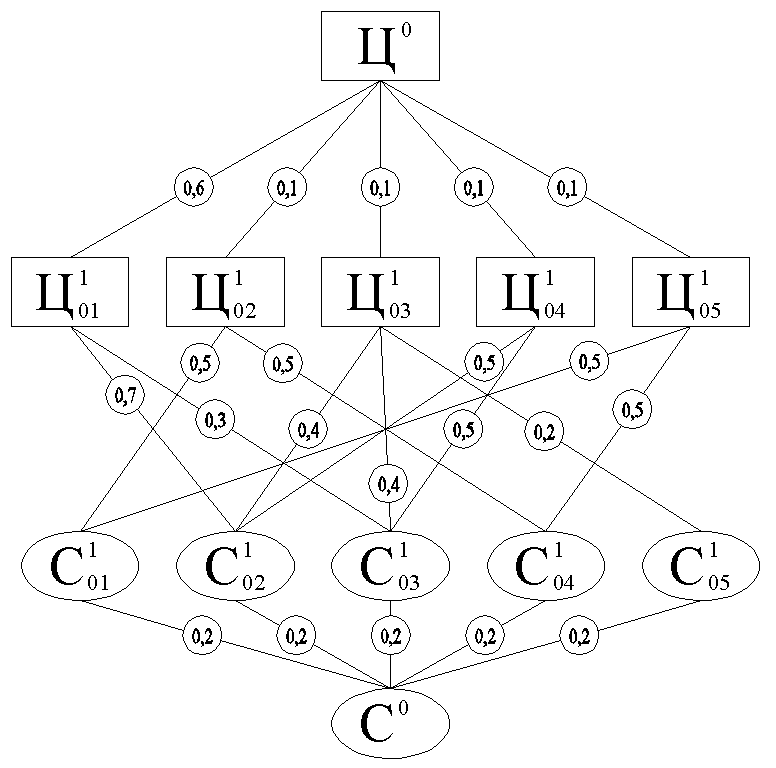 Ц⁰
0,6 0,1 0,1 0,1 0,1
Ц¹₀₁ Ц¹₀₂ Ц¹₀₃ Ц¹₀₄ Ц¹₀₅
0,5 0,5 0,5 0,5
0,7 0,3 0,4 0,5 0,2 0,5
0,4
С¹₀₁ С¹₀₂ С¹₀₃ С¹₀₄ С¹₀₅
0,2 0,2 0,2 0,2 0,2
С⁰